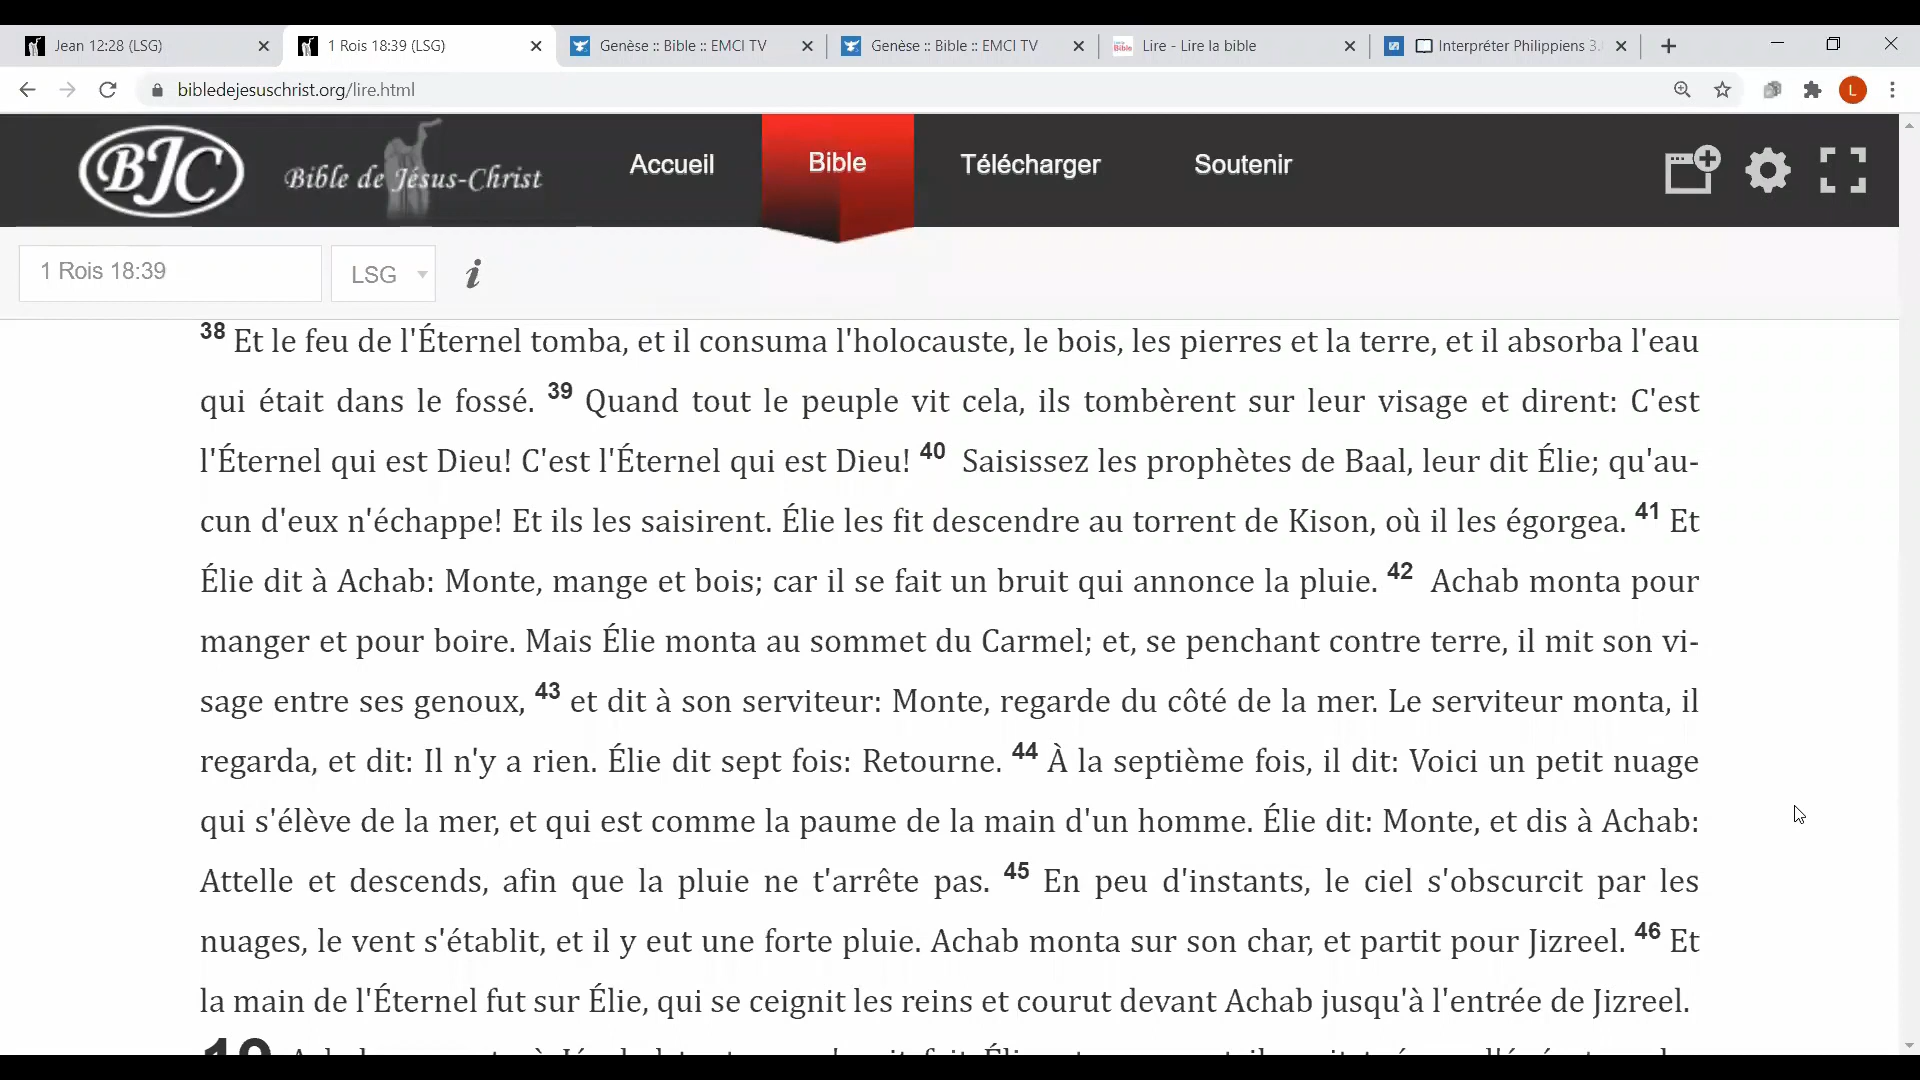 Jean 12:28 (LSG)
1 Rois 18:39 (LSG)
Genèse :: Bible :: EMCI TV
Genèse :: Bible :: EMCI TV
Lire - Lire la bible
Interpréter Philippiens 3.
bibledejesuschrist.org/lire.html
L
BJC
Bible de Jésus-Christ
Accueil
Bible
Télécharger
Soutenir
1 Rois 18:39
LSG
i
38 Et le feu de l'Éternel tomba, et il consuma l'holocauste, le bois, les pierres et la terre, et il absorba l'eau
qui était dans le fossé. 39 Quand tout le peuple vit cela, ils tombèrent sur leur visage et dirent: C'est
l'Éternel qui est Dieu! C'est l'Éternel qui est Dieu! 40 Saisissez les prophètes de Baal, leur dit Élie; qu'au-
cun d'eux n'échappe! Et ils les saisirent. Élie les fit descendre au torrent de Kison, où il les égorgea. 41 Et
Élie dit à Achab: Monte, mange et bois; car il se fait un bruit qui annonce la pluie. 42 Achab monta pour
manger et pour boire. Mais Élie monta au sommet du Carmel; et, se penchant contre terre, il mit son vi-
sage entre ses genoux, 43 et dit à son serviteur: Monte, regarde du côté de la mer. Le serviteur monta, il
regarda, et dit: Il n'y a rien. Élie dit sept fois: Retourne. 44 À la septième fois, il dit: Voici un petit nuage
qui s'élève de la mer, et qui est comme la paume de la main d'un homme. Élie dit: Monte, et dis à Achab:
Attelle et descends, afin que la pluie ne t'arrête pas. 45 En peu d'instants, le ciel s'obscurcit par les
nuages, le vent s'établit, et il y eut une forte pluie. Achab monta sur son char, et partit pour Jizreel. 46 Et
la main de l'Éternel fut sur Élie, qui se ceignit les reins et courut devant Achab jusqu'à l'entrée de Jizreel.
19